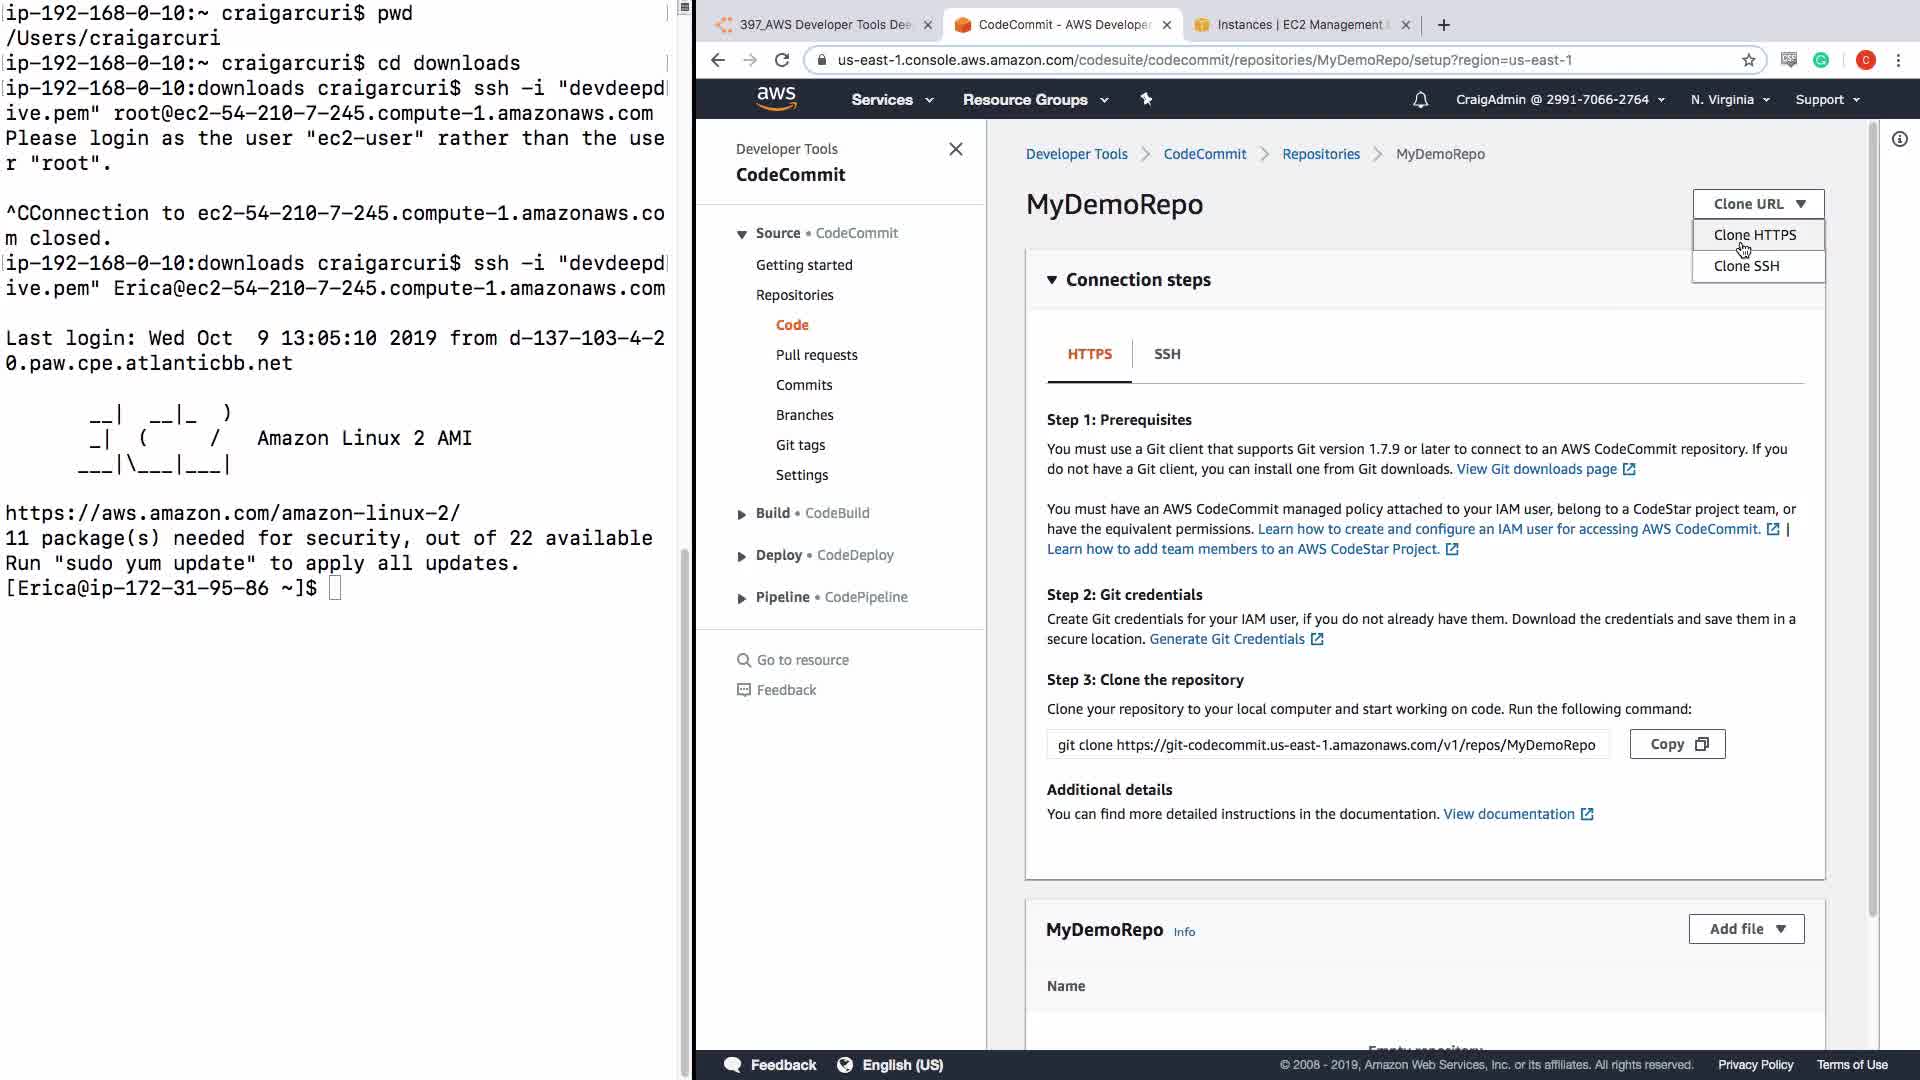 ip-192-168-0-10:~ craigarcuri$ pwd
/Users/craigarcuri
ip-192-168-0-10:~ craigarcuri$ cd downloads
ip-192-168-0-10:downloads craigarcuri$ ssh -i "devdeepd
ive.pem" root@ec2-54-210-7-245.compute-1.amazonaws.com
Please login as the user "ec2-user" rather than the use
r "root".
^CConnection to ec2-54-210-7-245.compute-1.amazonaws.co
m closed.
ip-192-168-0-10:downloads craigarcuri$ ssh -i "devdeepd
ive.pem" Erica@ec2-54-210-7-245.compute-1.amazonaws.com
Last login: Wed Oct  9 13:05:10 2019 from d-137-103-4-2
0.paw.cpe.atlanticbb.net
       __|  __|_  )
       _|  (     /   Amazon Linux 2 AMI
      ___|\___|___|
https://aws.amazon.com/amazon-linux-2/
11 package(s) needed for security, out of 22 available
Run "sudo yum update" to apply all updates.
[Erica@ip-172-31-95-86 ~]$
397_AWS Developer Tools Dee
CodeCommit - AWS Developer
Instances | EC2 Management
us-east-1.console.aws.amazon.com/codesuite/codecommit/repositories/MyDemoRepo/setup?region=us-east-1
C
aws
Services
Resource Groups
CraigAdmin @ 2991-7066-2764
N. Virginia
Support
Developer Tools
CodeCommit
Source • CodeCommit
Getting started
Repositories
Code
Pull requests
Commits
Branches
Git tags
Settings
Build • CodeBuild
Deploy • CodeDeploy
Pipeline • CodePipeline
Go to resource
Feedback
Developer Tools > CodeCommit > Repositories > MyDemoRepo
MyDemoRepo
Clone URL
Clone HTTPS
Clone SSH
Connection steps
HTTPS
SSH
Step 1: Prerequisites
You must use a Git client that supports Git version 1.7.9 or later to connect to an AWS CodeCommit repository. If you
do not have a Git client, you can install one from Git downloads. View Git downloads page
You must have an AWS CodeCommit managed policy attached to your IAM user, belong to a CodeStar project team, or
have the equivalent permissions. Learn how to create and configure an IAM user for accessing AWS CodeCommit. |
Learn how to add team members to an AWS CodeStar Project.
Step 2: Git credentials
Create Git credentials for your IAM user, if you do not already have them. Download the credentials and save them in a
secure location. Generate Git Credentials
Step 3: Clone the repository
Clone your repository to your local computer and start working on code. Run the following command:
git clone https://git-codecommit.us-east-1.amazonaws.com/v1/repos/MyDemoRepo
Copy
Additional details
You can find more detailed instructions in the documentation. View documentation
MyDemoRepo Info
Add file
Name
Empty repository
Feedback
English (US)
© 2008 - 2019, Amazon Web Services, Inc. or its affiliates. All rights reserved.
Privacy Policy
Terms of Use